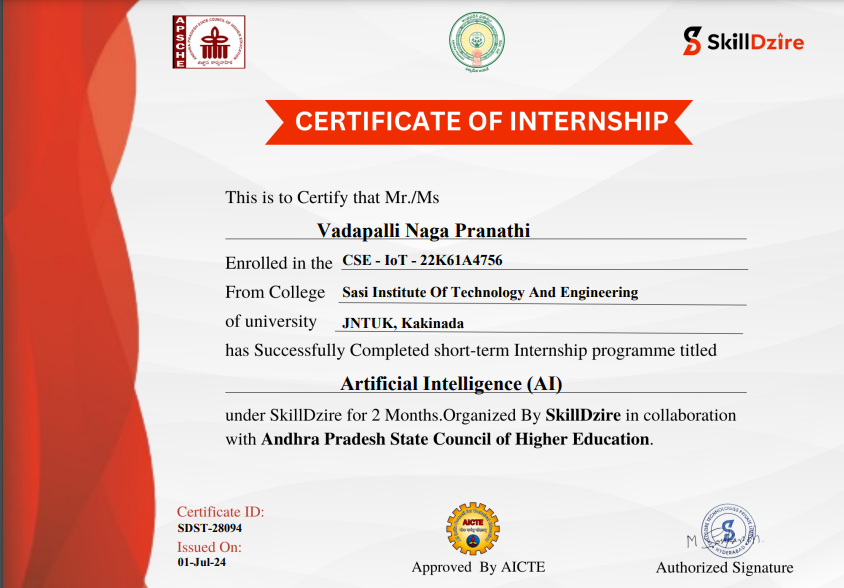 APSCHE
SkillDzire
CERTIFICATE OF INTERNSHIP
This is to Certify that Mr./Ms
Vadapalli Naga Pranathi
Enrolled in the CSE - IoT - 22K61A4756
From College Sasi Institute Of Technology And Engineering
of university JNTUK, Kakinada
has Successfully Completed short-term Internship programme titled
Artificial Intelligence (AI)
under SkillDzire for 2 Months.Organized By SkillDzire in collaboration
with Andhra Pradesh State Council of Higher Education.
Certificate ID:
SDST-28094
Issued On:
01-Jul-24
AICTE
Approved By AICTE
Authorized Signature